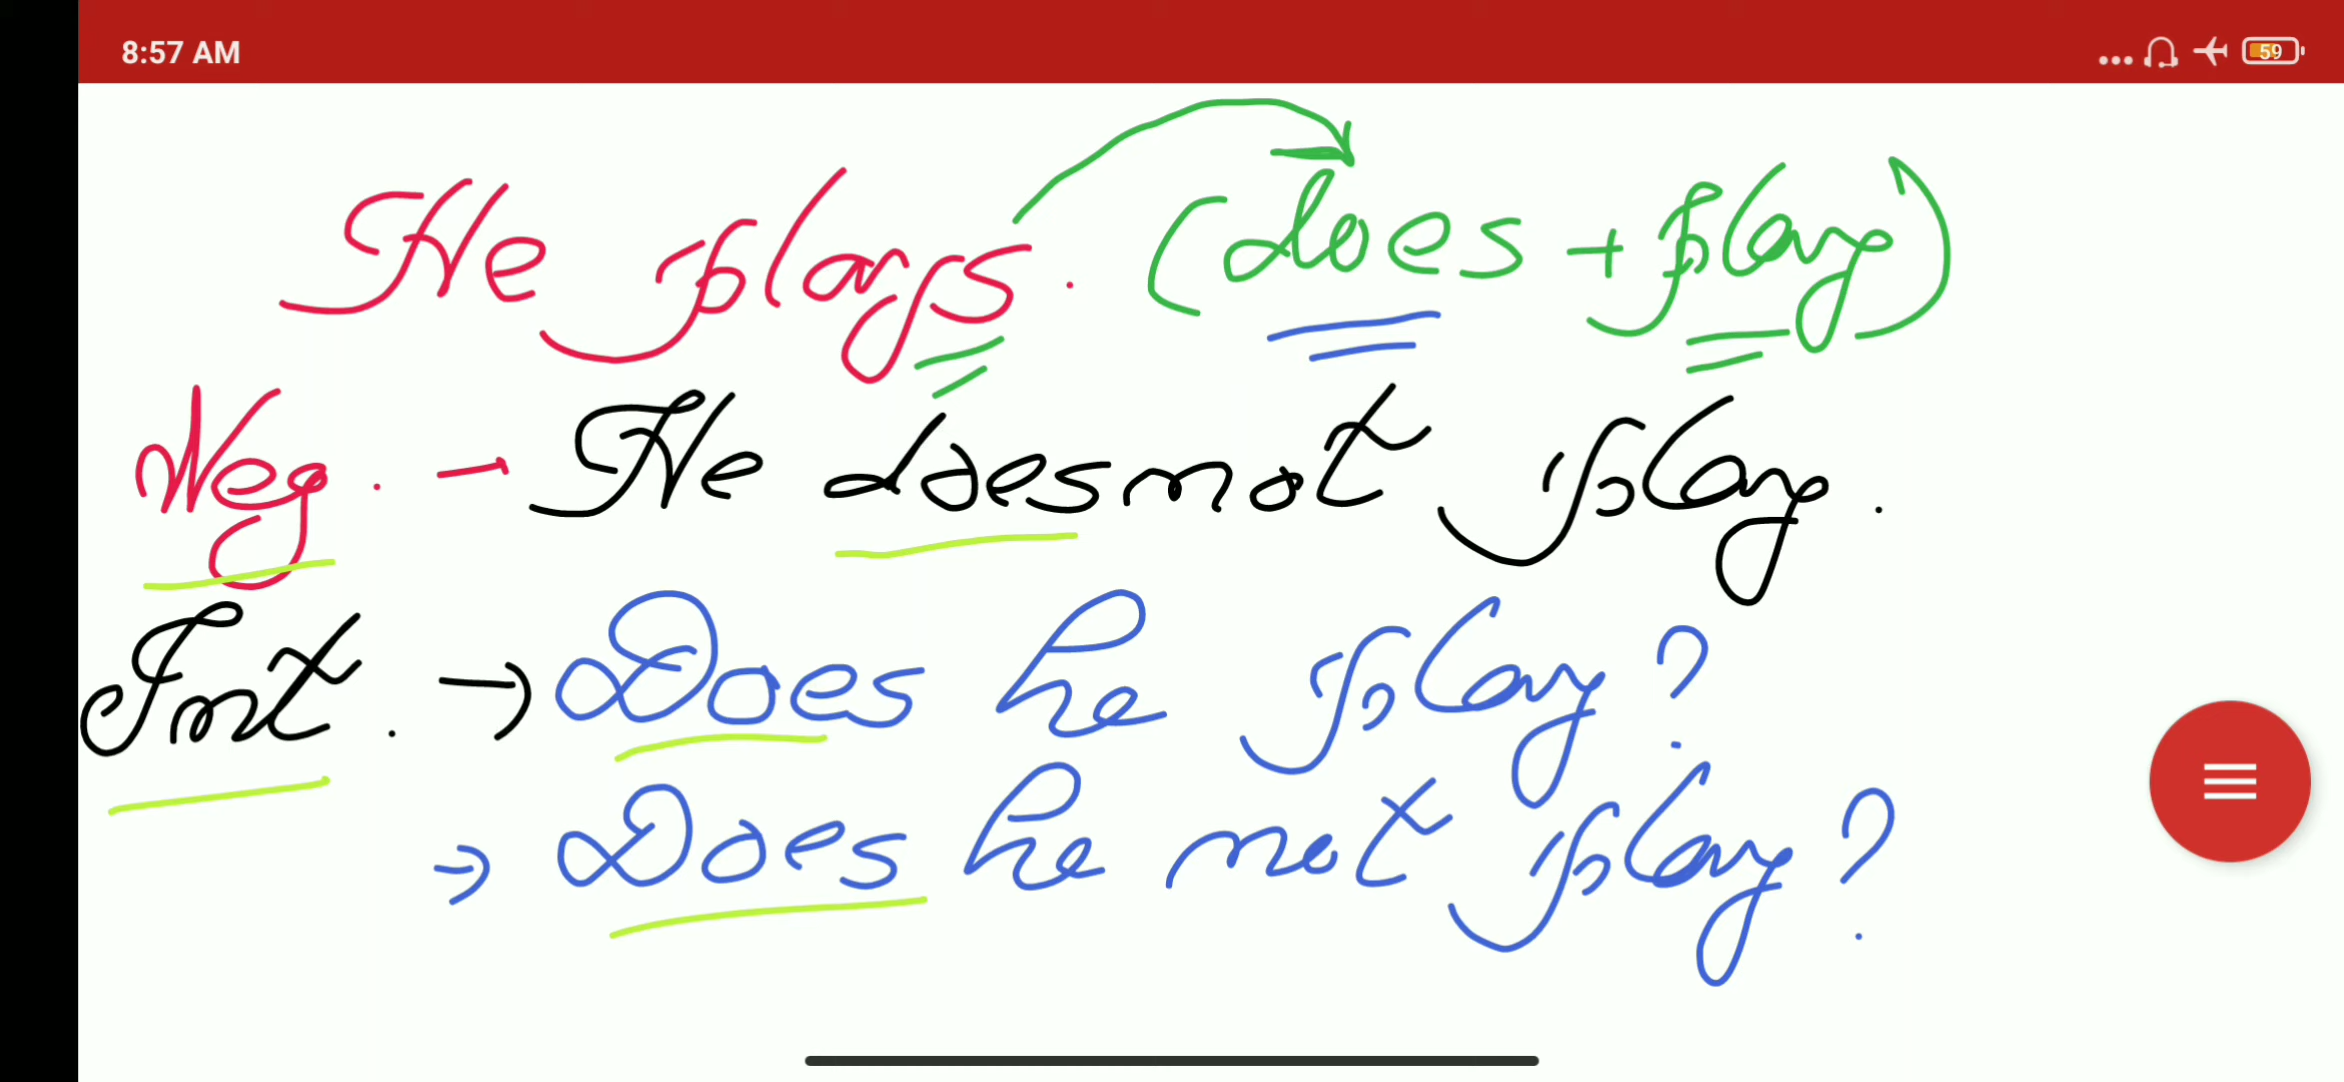 8:57 AM ... 59
He plays. (does + play)
Neg. - He does not play.
Int. → Does he play?
⇒ Does he not play?